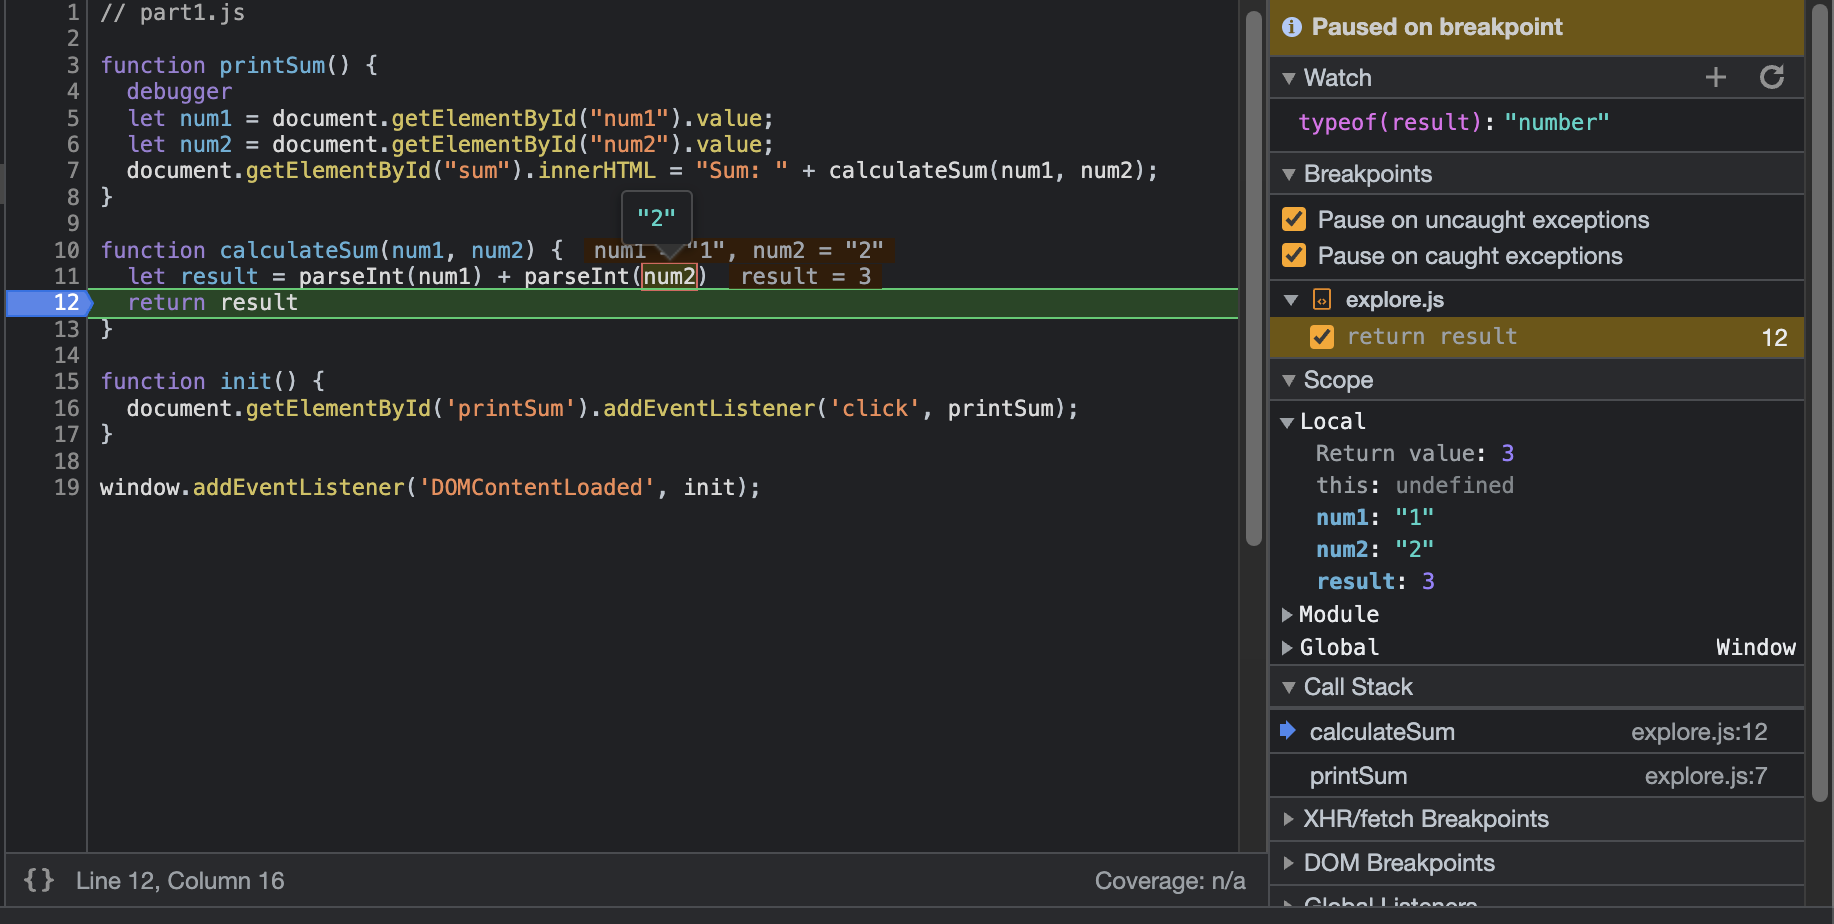 1 // part1.js
2
3 function printSum() {
4   debugger
5   let num1 = document.getElementById("num1").value;
6   let num2 = document.getElementById("num2").value;
7   document.getElementById("sum").innerHTML = "Sum: " + calculateSum(num1, num2);
8 }
"2"
9
10 function calculateSum(num1, num2) {  num1 = "1", num2 = "2"
11   let result = parseInt(num1) + parseInt(num2)  result = 3
12   return result
13 }
14
15 function init() {
16   document.getElementById('printSum').addEventListener('click', printSum);
17 }
18
19 window.addEventListener('DOMContentLoaded', init);
{} Line 12, Column 16
Coverage: n/a
Paused on breakpoint
Watch
typeof(result): "number"
Breakpoints
Pause on uncaught exceptions
Pause on caught exceptions
explore.js
return result 12
Scope
Local
Return value: 3
this: undefined
num1: "1"
num2: "2"
result: 3
Module
Global Window
Call Stack
calculateSum explore.js:12
printSum explore.js:7
XHR/fetch Breakpoints
DOM Breakpoints
Global Listeners